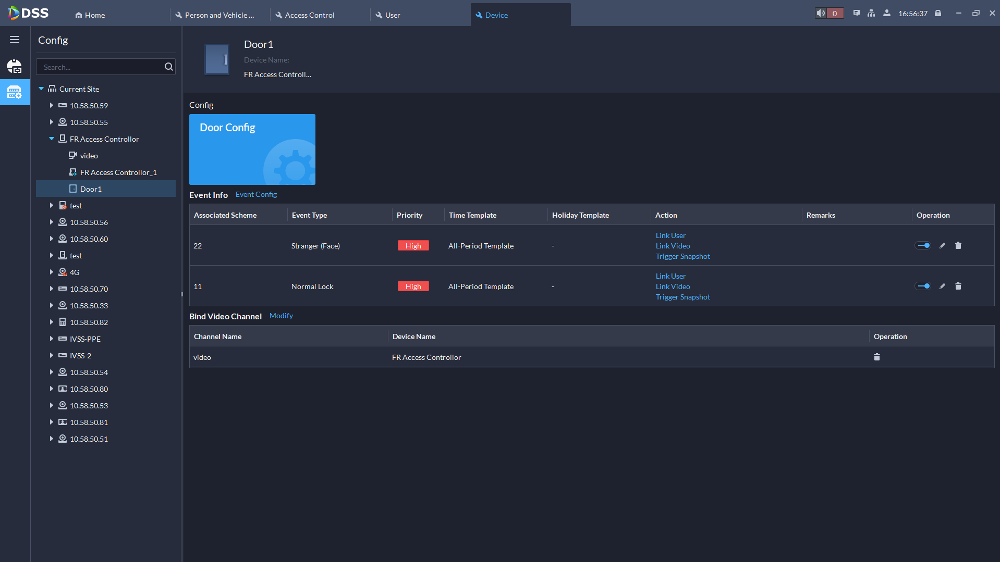 DSS
Home
Person and Vehicle ...
Access Control
User
Device
0
16:56:37
Config
Search...
Current Site
10.58.50.59
10.58.50.55
FR Access Controllor
video
FR Access Controllor_1
Door1
test
10.58.50.56
10.58.50.60
test
4G
10.58.50.70
10.58.50.33
10.58.50.82
IVSS-PPE
IVSS-2
10.58.50.54
10.58.50.80
10.58.50.53
10.58.50.81
10.58.50.51
Door1
Device Name:
FR Access Controll...
Config
Door Config
Event Info Event Config
Associated Scheme Event Type Priority Time Template Holiday Template Action Remarks Operation
22 Stranger (Face) High All-Period Template -
Link User
Link Video
Trigger Snapshot
11 Normal Lock High All-Period Template -
Link User
Link Video
Trigger Snapshot
Bind Video Channel Modify
Channel Name Device Name Operation
video FR Access Controllor